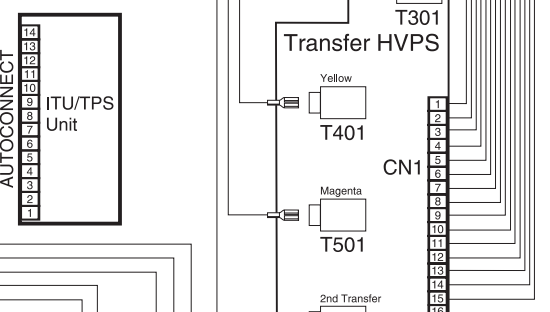 T301
Transfer HVPS
14
13
12
11
10
9
8
7
6
5
4
3
2
1
AUTOCONNECT
ITU/TPS
Unit
Yellow
T401
Magenta
T501
2nd Transfer
CN1
1
2
3
4
5
6
7
8
9
10
11
12
13
14
15
16